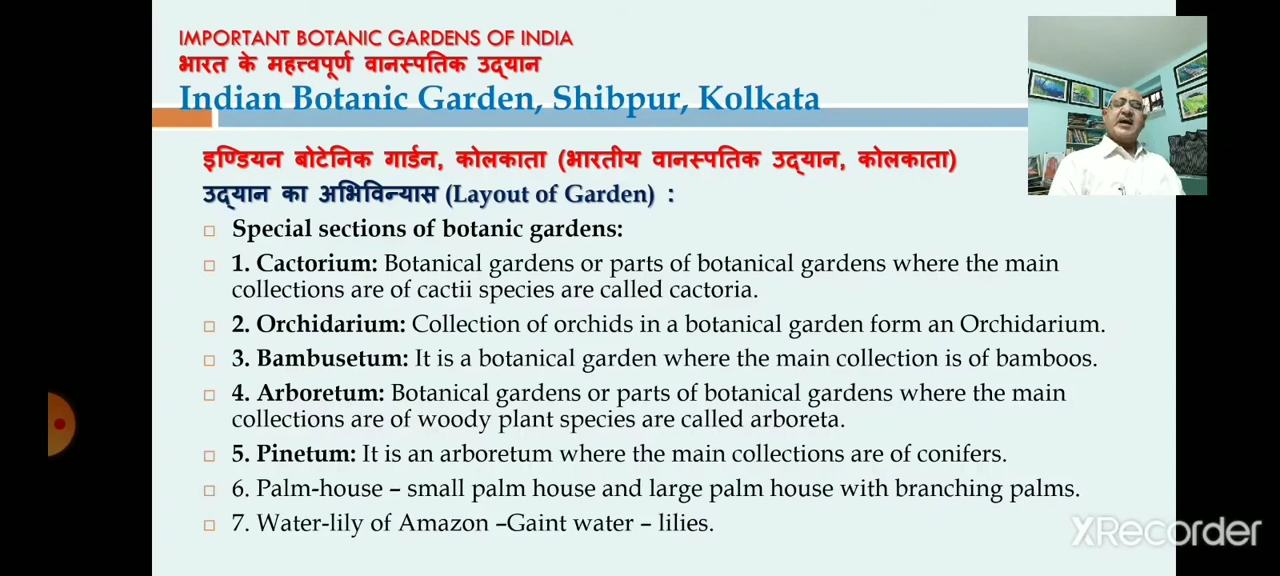 IMPORTANT BOTANIC GARDENS OF INDIA
भारत के महत्त्वपूर्ण वानस्पतिक उद्यान
Indian Botanic Garden, Shibpur, Kolkata
इण्डियन बोटेनिक गार्डन, कोलकाता (भारतीय वानस्पतिक उद्यान, कोलकाता)
उद्यान का अभिविन्यास (Layout of Garden) :
Special sections of botanic gardens:
1. Cactorium: Botanical gardens or parts of botanical gardens where the main
collections are of cactii species are called cactoria.
2. Orchidarium: Collection of orchids in a botanical garden form an Orchidarium.
3. Bambusetum: It is a botanical garden where the main collection is of bamboos.
4. Arboretum: Botanical gardens or parts of botanical gardens where the main
collections are of woody plant species are called arboreta.
5. Pinetum: It is an arboretum where the main collections are of conifers.
6. Palm-house – small palm house and large palm house with branching palms.
7. Water-lily of Amazon –Gaint water – lilies.
XRecorder